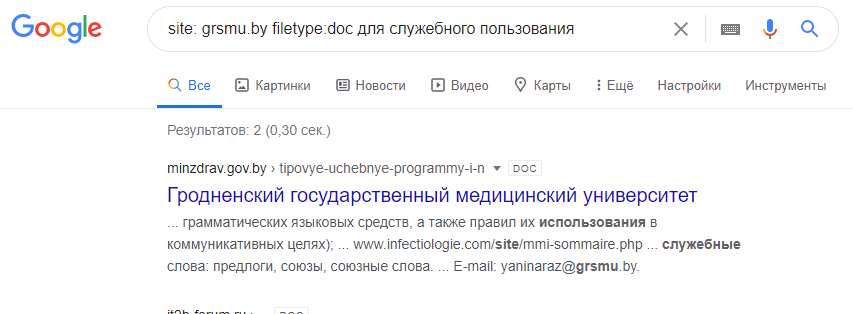 Google
site: grsmu.by filetype:doc для служебного пользования
Все Картинки Новости Видео Карты Ещё Настройки Инструменты
Результатов: 2 (0,30 сек.)
minzdrav.gov.by › tipovye-uchebnye-programmy-i-n DOC
Гродненский государственный медицинский университет
... грамматических языковых средств, а также правил их использования в
коммуникативных целях); ... www.infectiologie.com/site/mmi-sommaire.php ... служебные
слова: предлоги, союзы, союзные слова. ... E-mail: yaninaraz@grsmu.by.
DOC